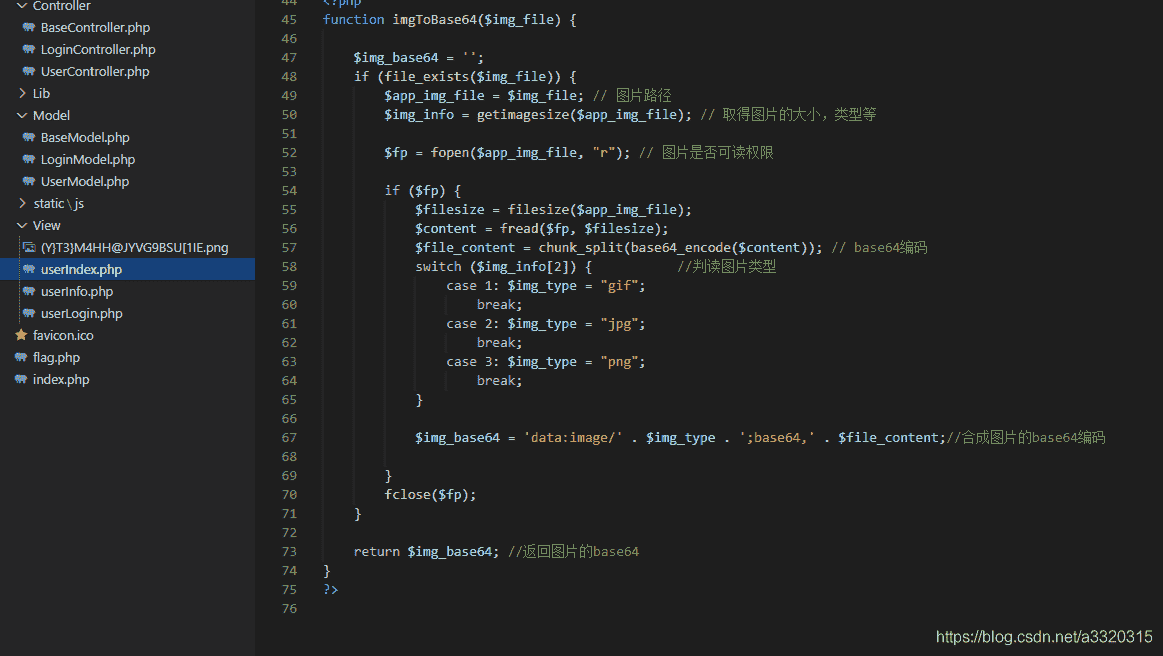 Controller
BaseController.php
LoginController.php
UserController.php
Lib
Model
BaseModel.php
LoginModel.php
UserModel.php
static\js
View
(Y}T3}M4HH@JYVG9BSU[1IE.png
userIndex.php
userInfo.php
userLogin.php
favicon.ico
flag.php
index.php
44 <?php
45 function imgToBase64($img_file) {
46
47 $img_base64 = '';
48 if (file_exists($img_file)) {
49 $app_img_file = $img_file; // 图片路径
50 $img_info = getimagesize($app_img_file); // 取得图片的大小，类型等
51
52 $fp = fopen($app_img_file, "r"); // 图片是否可读权限
53
54 if ($fp) {
55 $filesize = filesize($app_img_file);
56 $content = fread($fp, $filesize);
57 $file_content = chunk_split(base64_encode($content)); // base64编码
58 switch ($img_info[2]) { //判读图片类型
59 case 1: $img_type = "gif";
60 break;
61 case 2: $img_type = "jpg";
62 break;
63 case 3: $img_type = "png";
64 break;
65 }
66
67 $img_base64 = 'data:image/' . $img_type . ';base64,' . $file_content;//合成图片的base64编码
68
69 }
70 fclose($fp);
71 }
72
73 return $img_base64; //返回图片的base64
74 }
75 ?>
76
https://blog.csdn.net/a3320315